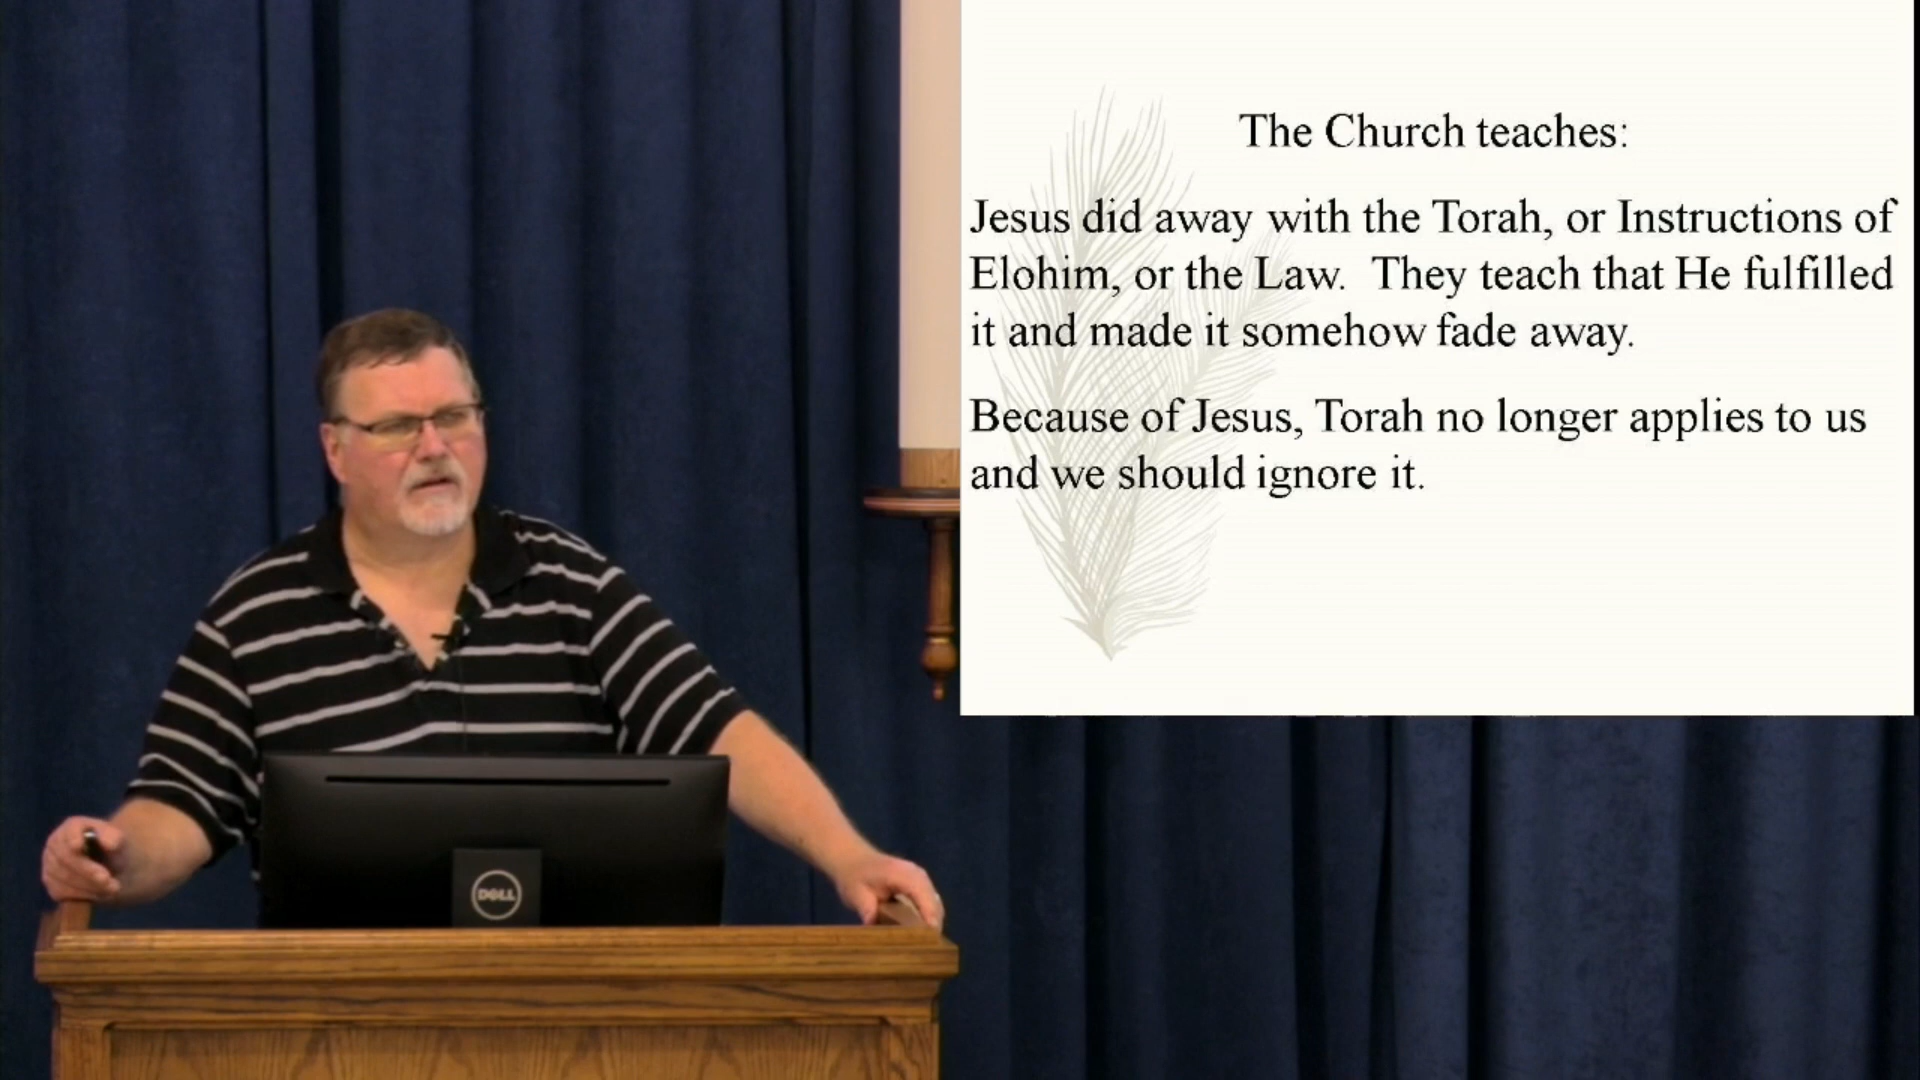 The Church teaches:
Jesus did away with the Torah, or Instructions of
Elohim, or the Law. They teach that He fulfilled
it and made it somehow fade away.
Because of Jesus, Torah no longer applies to us
and we should ignore it.
DELL